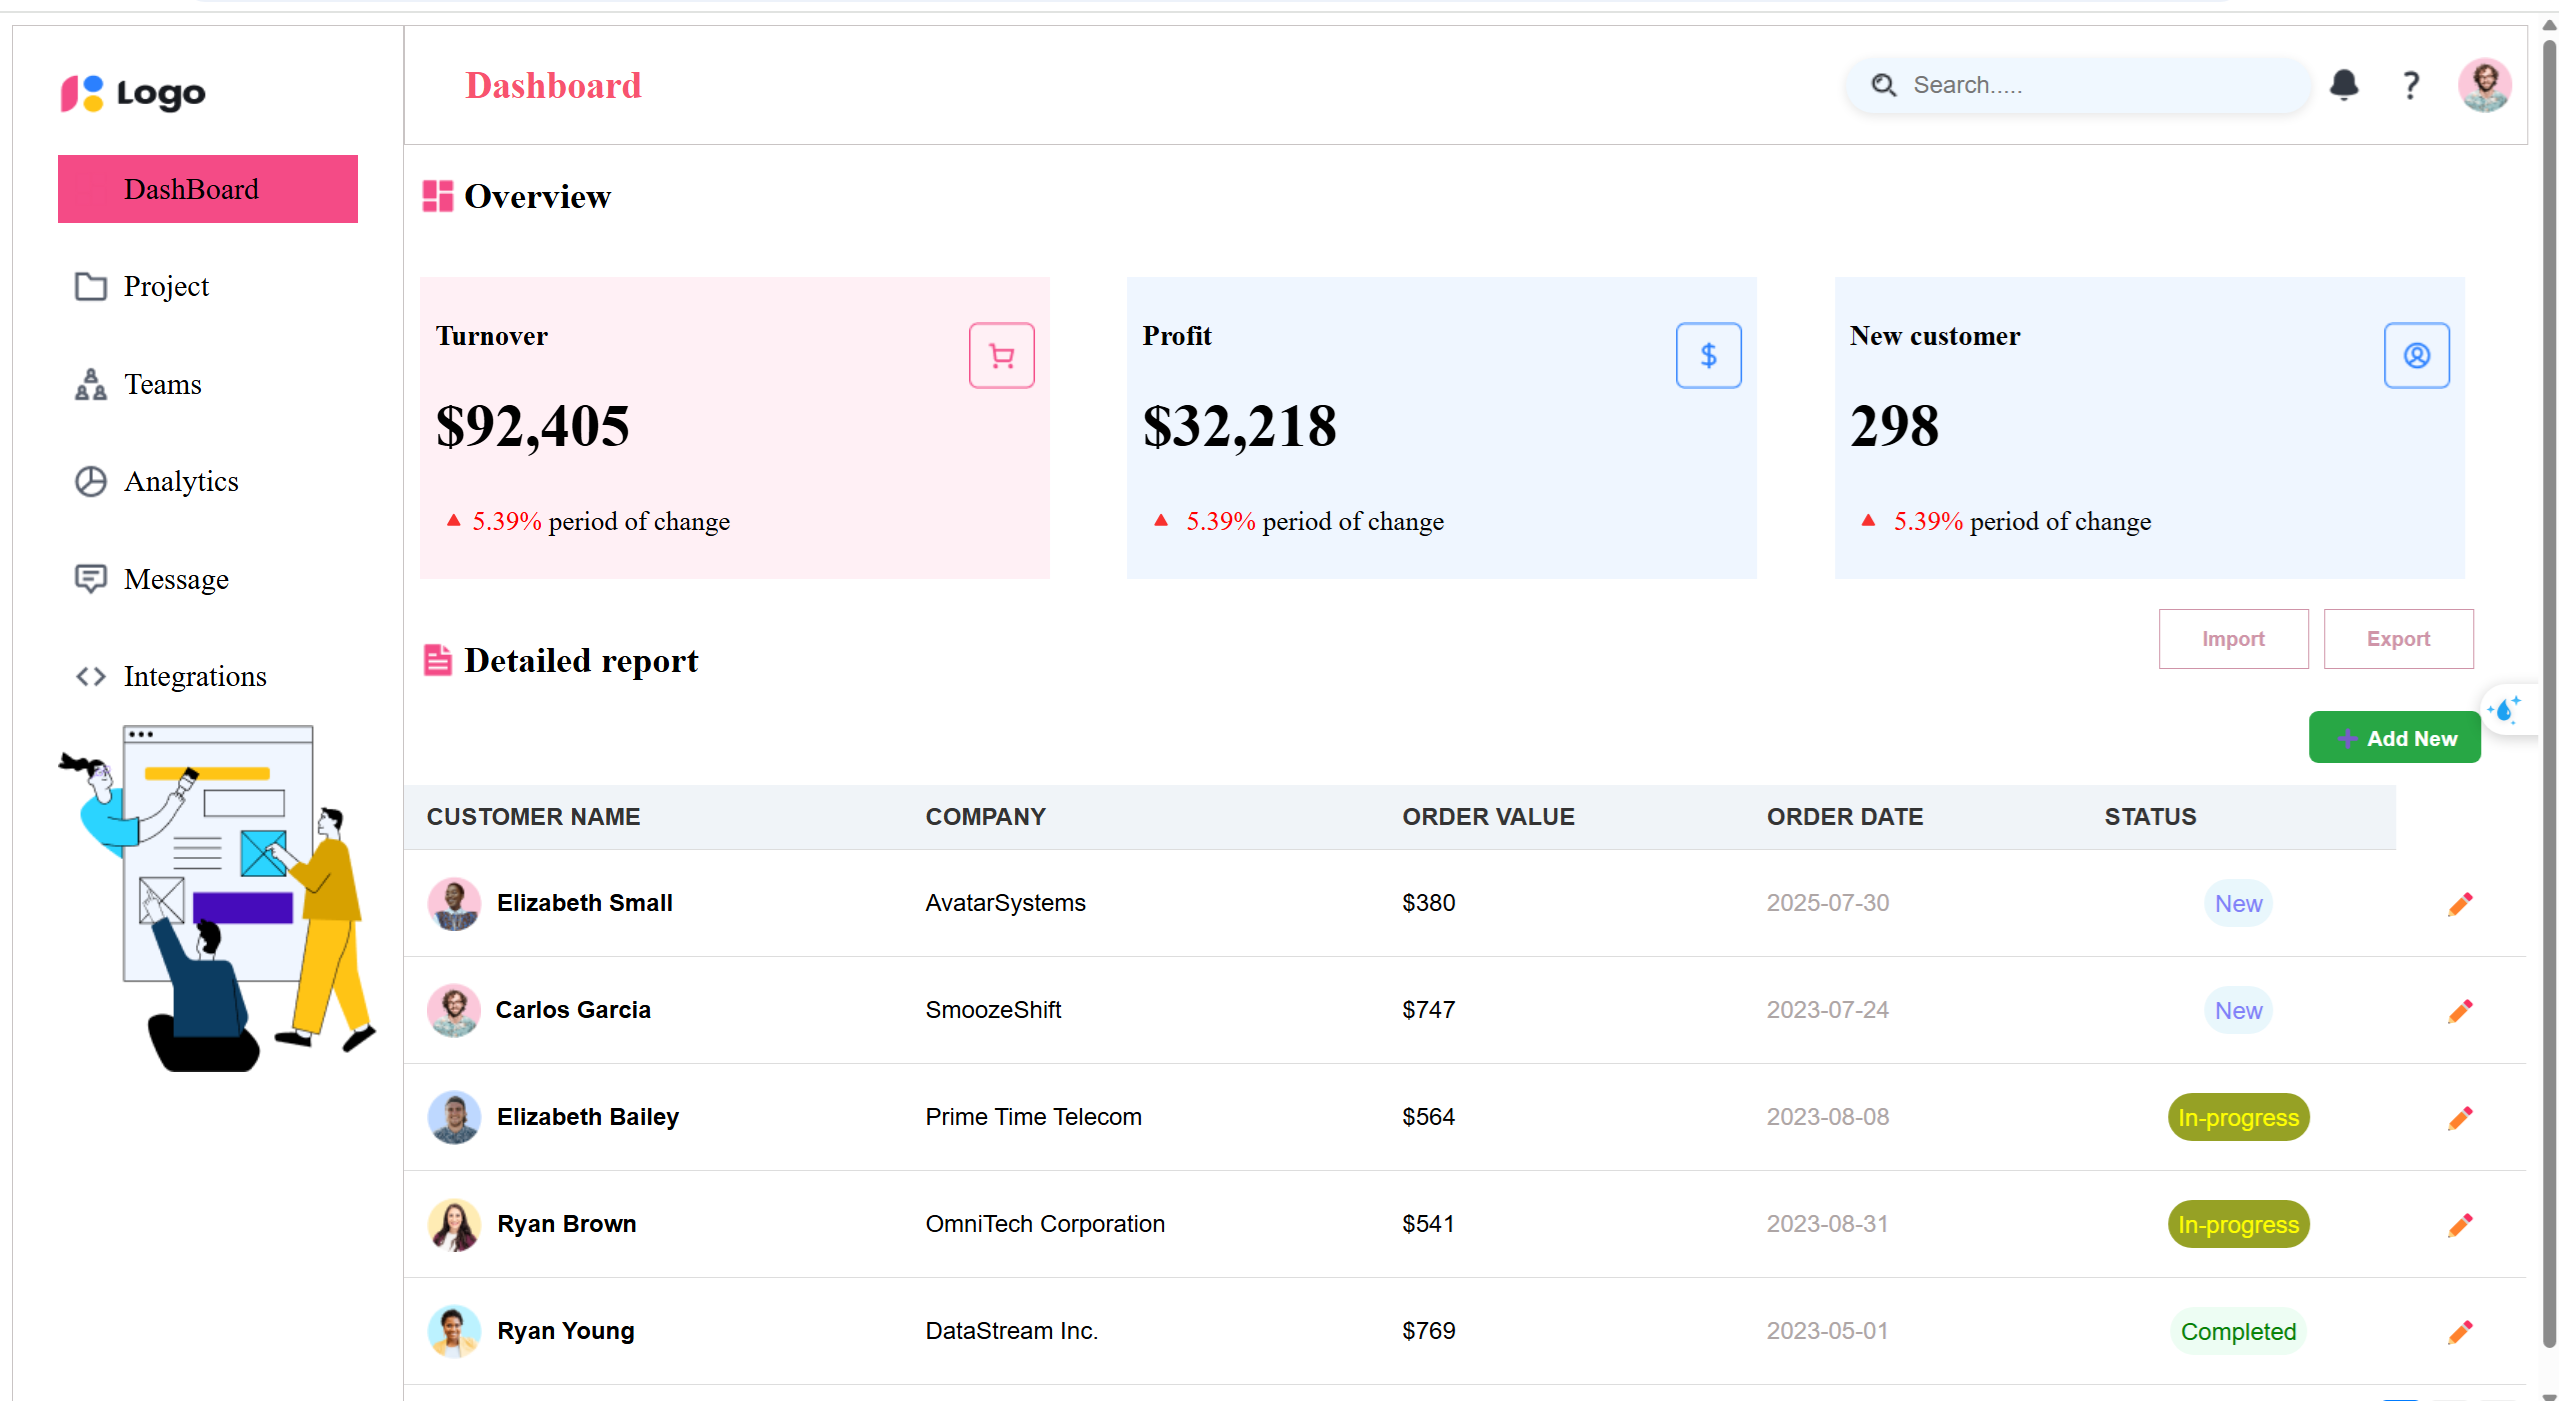 Logo
DashBoard
Project
Teams
Analytics
Message
Integrations
Dashboard
Search.....
?
Overview
Turnover
$92,405
5.39% period of change
Profit
$
$32,218
5.39% period of change
New customer
298
5.39% period of change
Detailed report
Import
Export
+ Add New
CUSTOMER NAME COMPANY ORDER VALUE ORDER DATE STATUS
Elizabeth Small AvatarSystems $380 2025-07-30 New
Carlos Garcia SmoozeShift $747 2023-07-24 New
Elizabeth Bailey Prime Time Telecom $564 2023-08-08 In-progress
Ryan Brown OmniTech Corporation $541 2023-08-31 In-progress
Ryan Young DataStream Inc. $769 2023-05-01 Completed